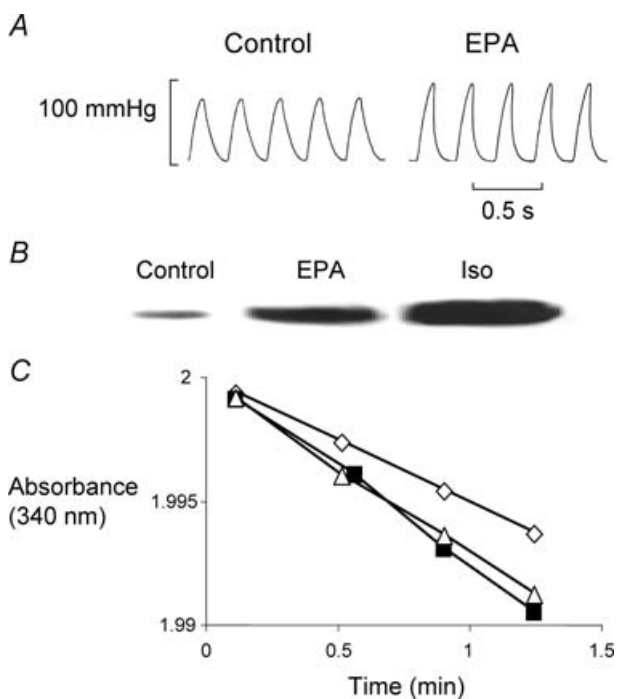 A
Control EPA
100 mmHg
0.5 s
B
Control EPA Iso
C
2
1.995
1.99
Absorbance
(340 nm)
0 0.5 1 1.5
Time (min)